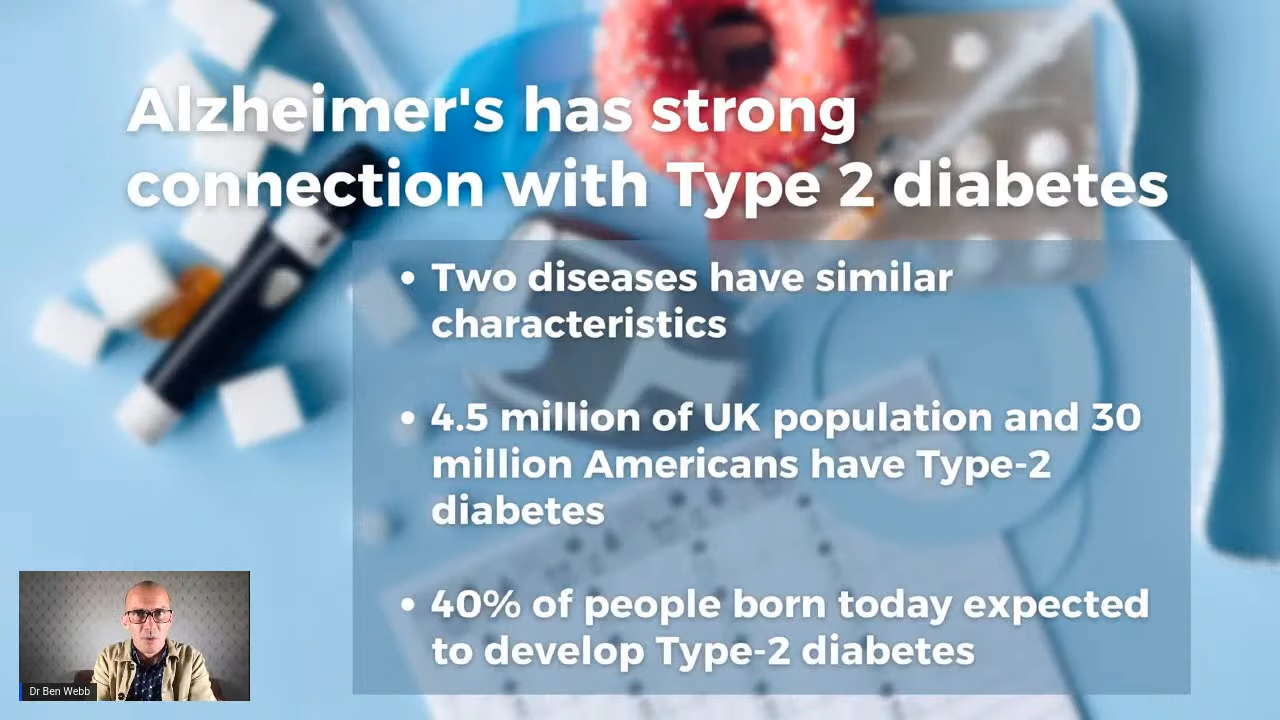 Alzheimer's has strong
connection with Type 2 diabetes
• Two diseases have similar
characteristics
• 4.5 million of UK population and 30
million Americans have Type-2
diabetes
• 40% of people born today expected
to develop Type-2 diabetes
Dr Ben Webb